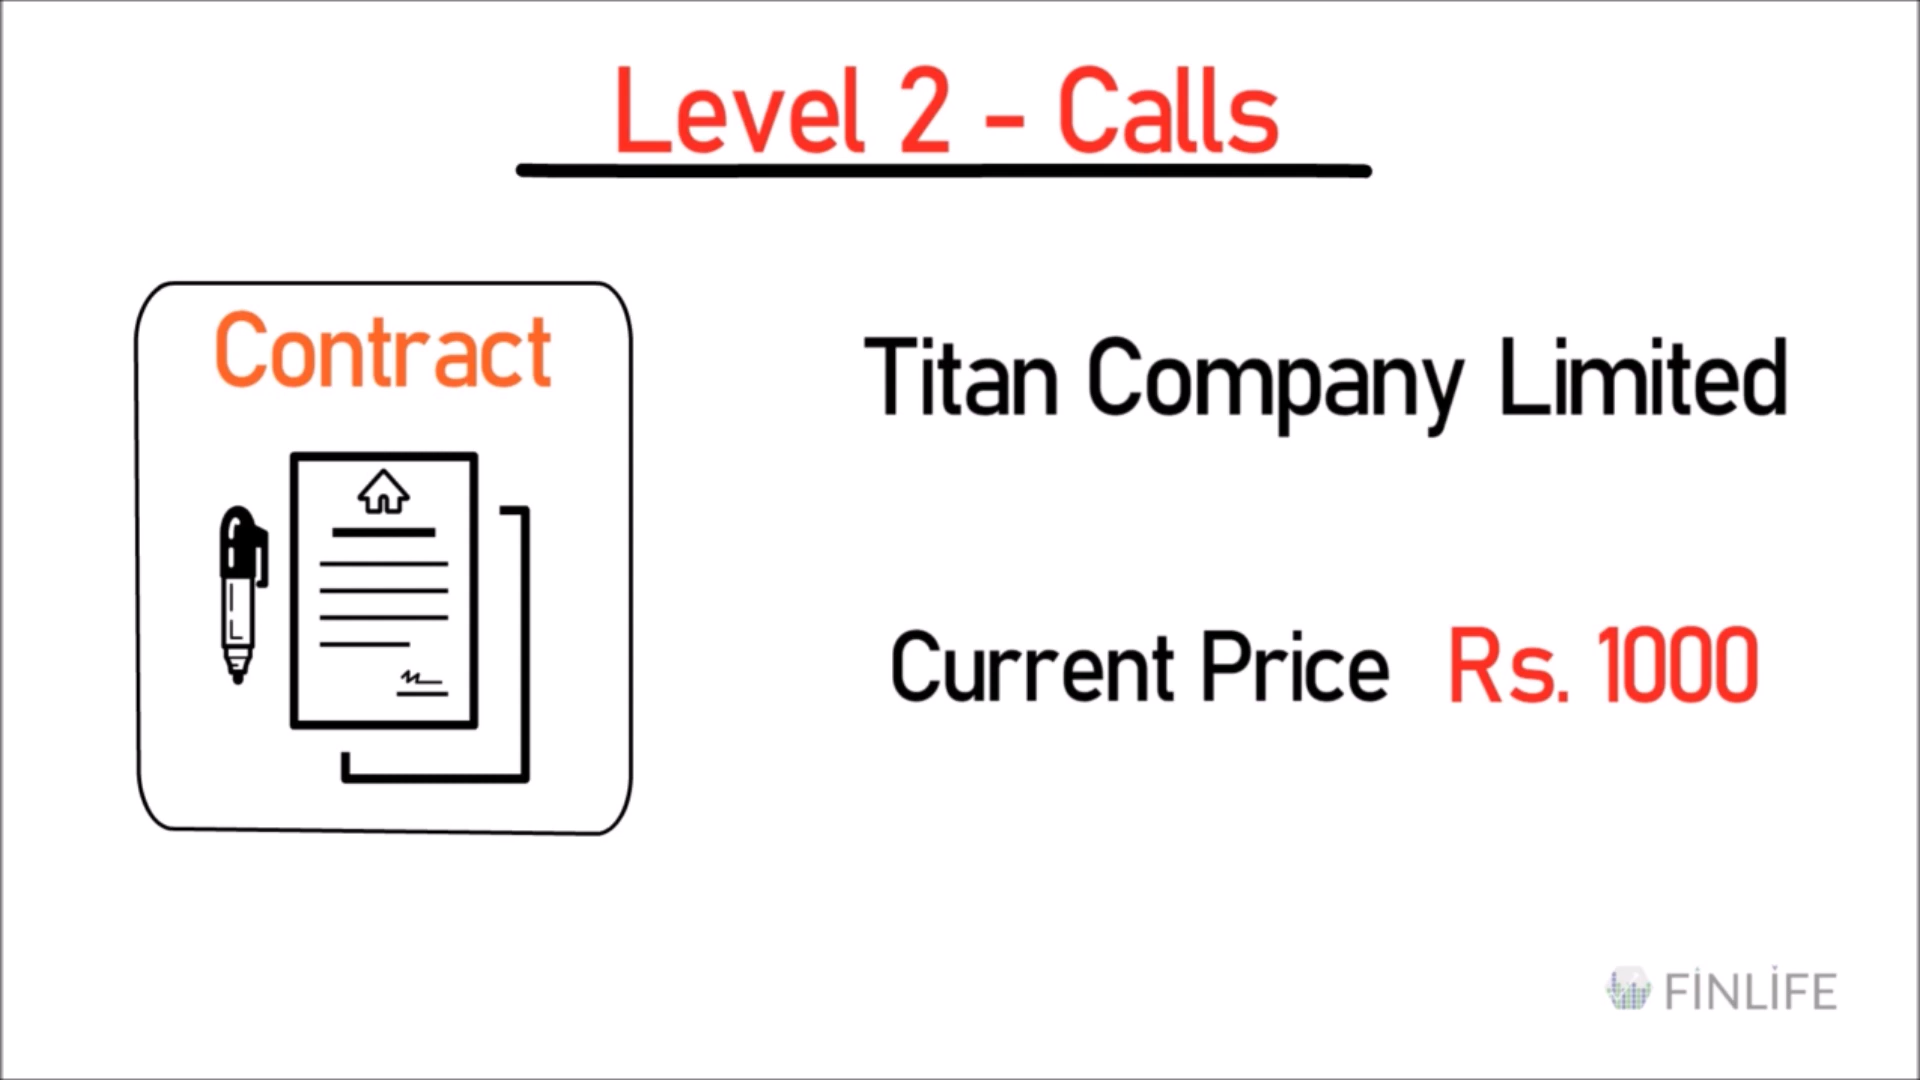 Level 2 - Calls
Contract
Titan Company Limited
Current Price Rs. 1000
FINLIFE